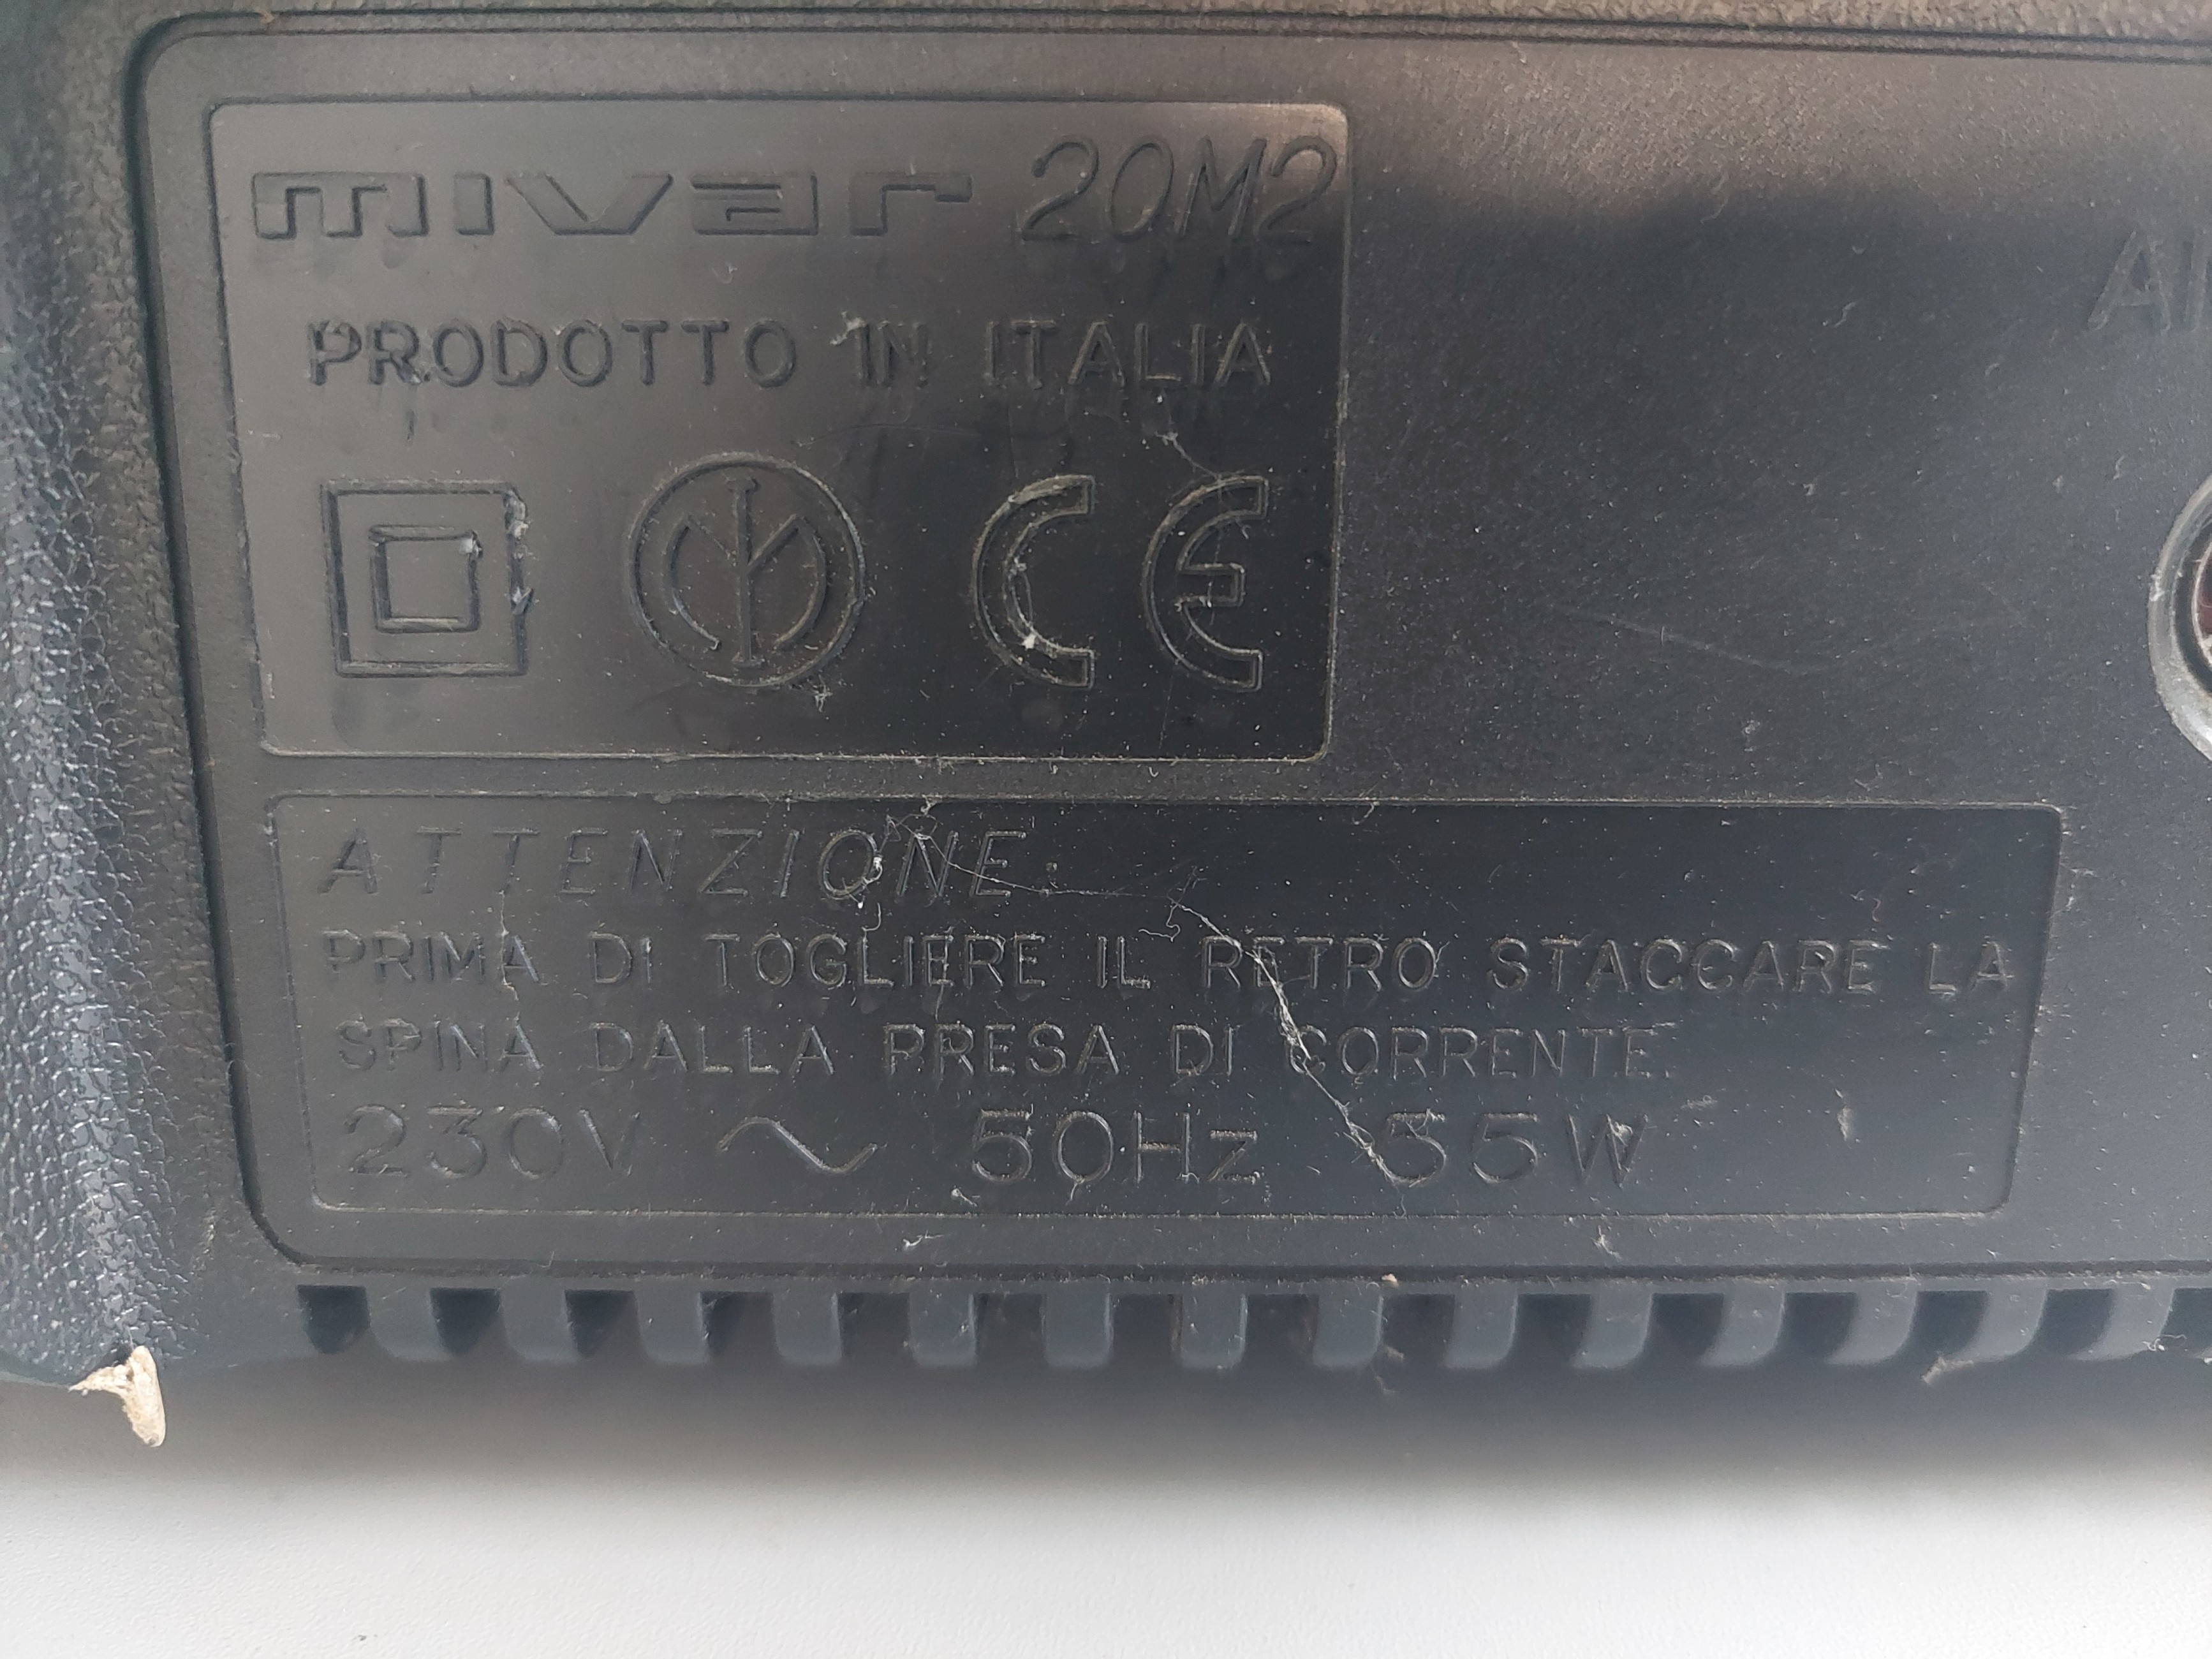 mivar 20M2
PRODOTTO IN ITALIA
CE
ATTENZIONE:
PRIMA DI TOGLIERE IL RETRO STACCARE LA
SPINA DALLA PRESA DI CORRENTE.
230V ~ 50Hz 55W